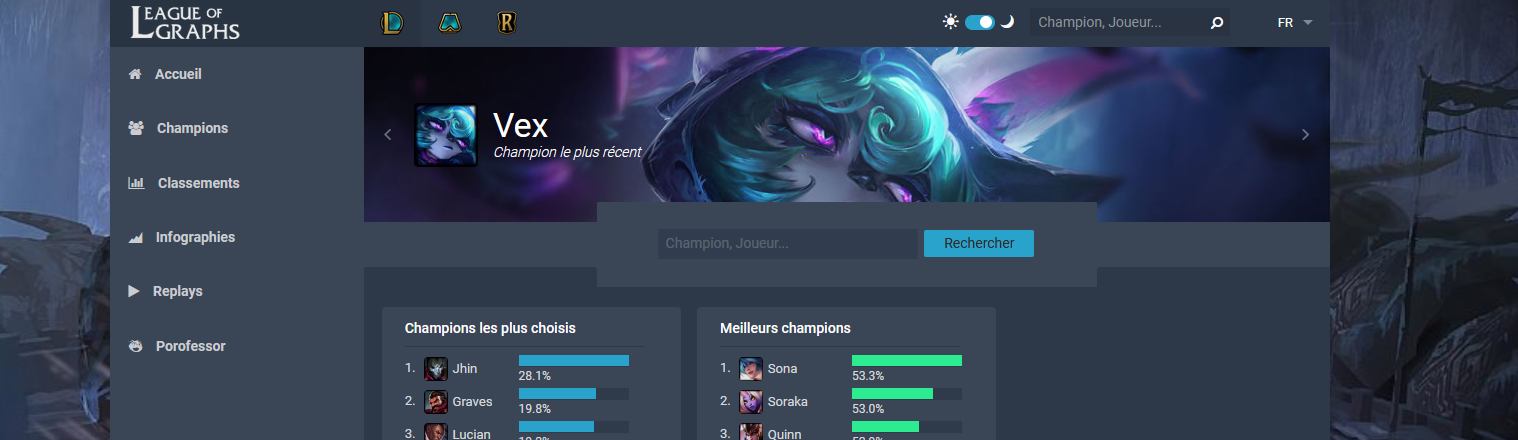 LEAGUE OF
GRAPHS
Champion, Joueur...
FR
Accueil
Champions
Classements
Infographies
Replays
Porofessor
Vex
Champion le plus récent
Champion, Joueur...
Rechercher
Champions les plus choisis
1. Jhin
28.1%
2. Graves
19.8%
3. Lucian
Meilleurs champions
1. Sona
53.3%
2. Soraka
53.0%
3. Quinn